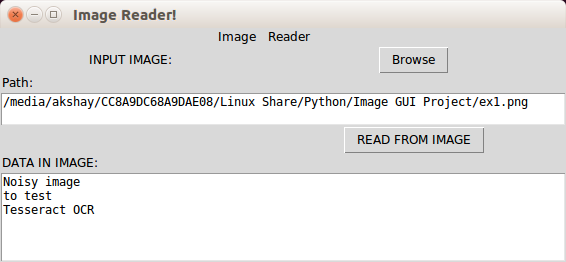 Image Reader!
Image Reader
INPUT IMAGE:
Browse
Path:
/media/akshay/CC8A9DC68A9DAE08/Linux Share/Python/Image GUI Project/ex1.png
READ FROM IMAGE
DATA IN IMAGE:
Noisy image
to test
Tesseract OCR